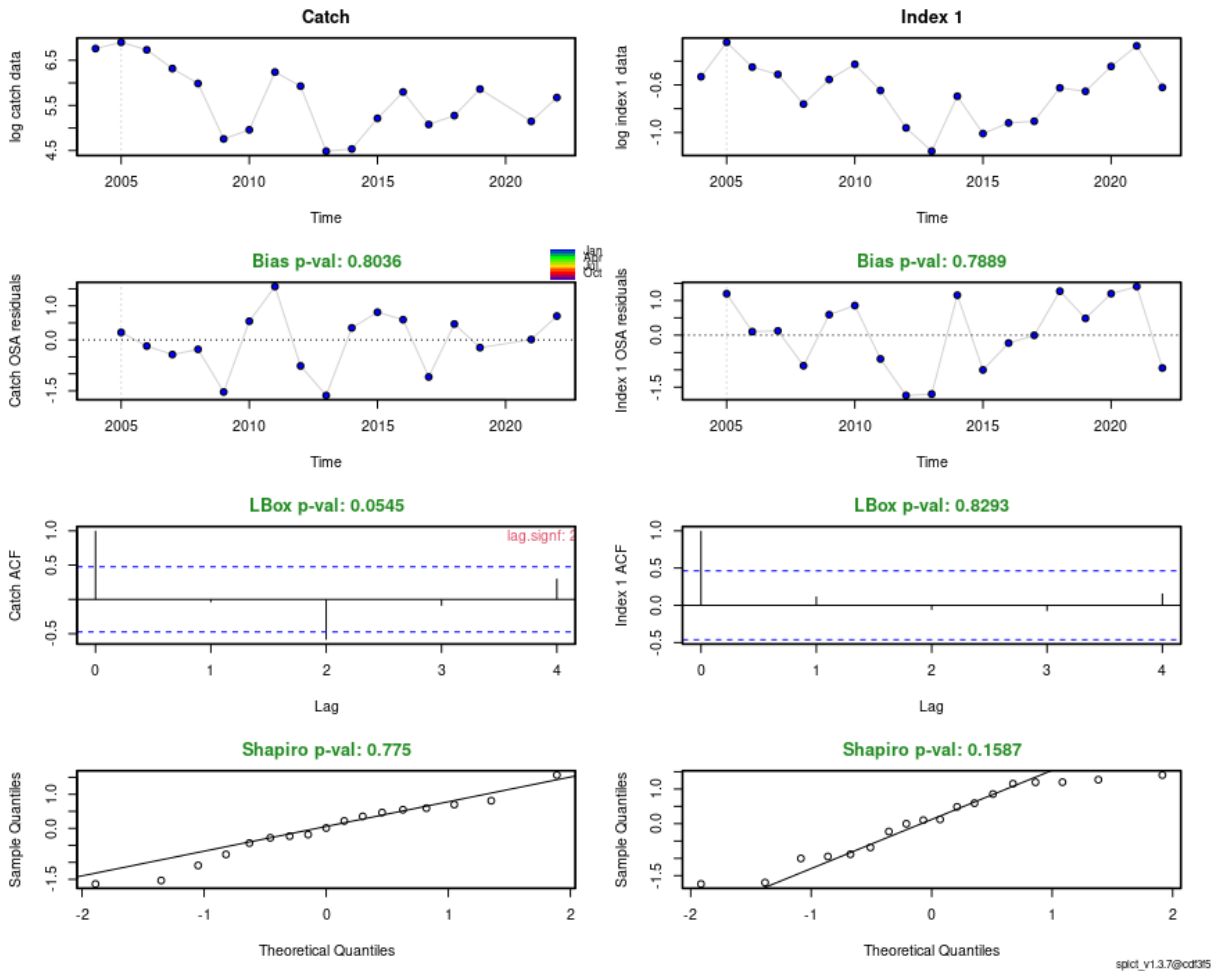 Catch
log catch data
4.5 5.5 6.5
2005 2010 2015 2020
Time
Index 1
log index 1 data
-1.0 -0.6
2005 2010 2015 2020
Time
Bias p-val: 0.8036
Jan
Apr
Jul
Oct
Catch OSA residuals
-1.5 0.0 1.0
2005 2010 2015 2020
Time
Bias p-val: 0.7889
Index 1 OSA residuals
-1.5 0.0 1.0
2005 2010 2015 2020
Time
LBox p-val: 0.0545
lag.signf: 2
Catch ACF
-0.5 0.5 1.0
0 1 2 3 4
Lag
LBox p-val: 0.8293
Index 1 ACF
-0.5 0.0 0.5 1.0
0 1 2 3 4
Lag
Shapiro p-val: 0.775
Sample Quantiles
-1.5 0.0 1.0
-2 -1 0 1 2
Theoretical Quantiles
Shapiro p-val: 0.1587
Sample Quantiles
-1.5 0.0 1.0
-2 -1 0 1 2
Theoretical Quantiles